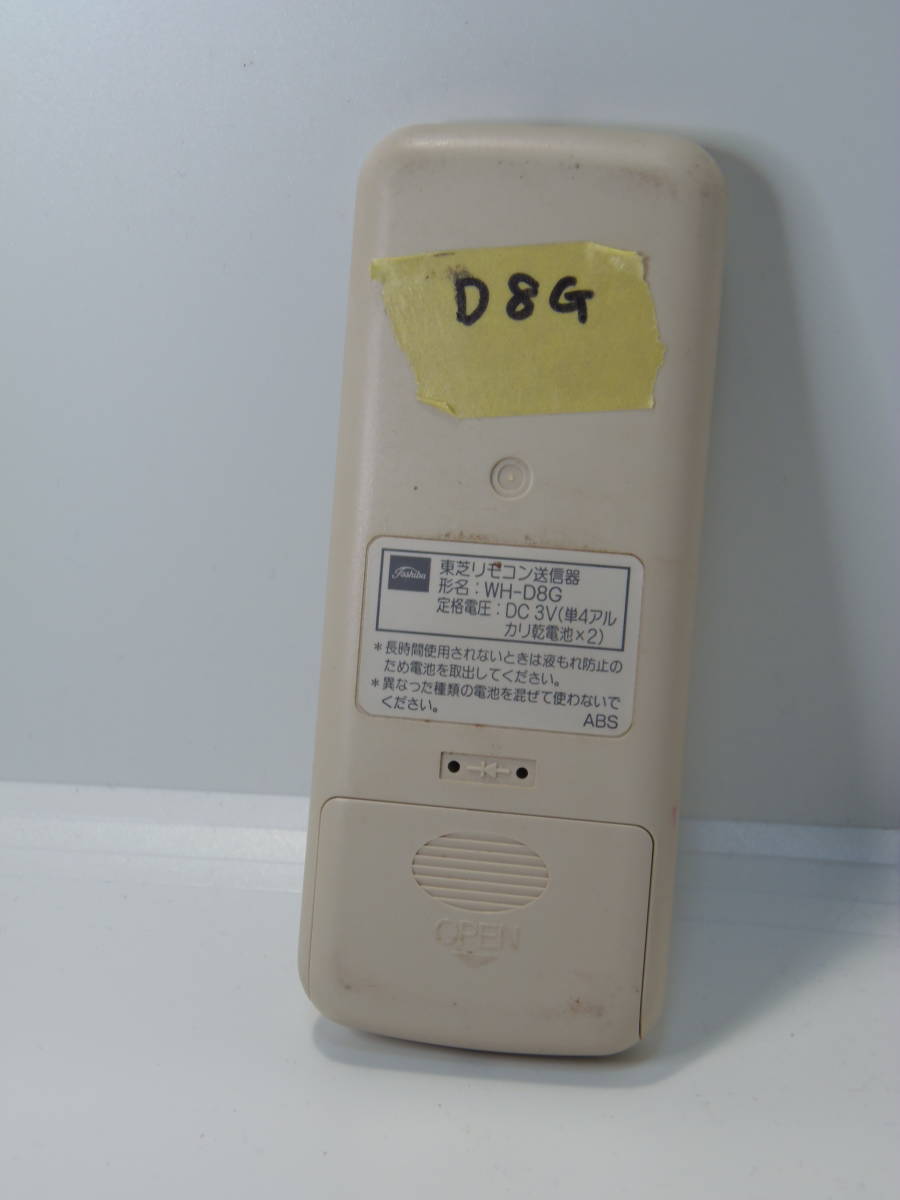 D8G
Toshiba
東芝リモコン送信器
形名：WH-D8G
定格電圧：DC 3V(単4アル
カリ乾電池×2)
*長時間使用されないときは液もれ防止の
ため電池を取出してください。
*異なった種類の電池を混ぜて使わないで
ください。
ABS
OPEN